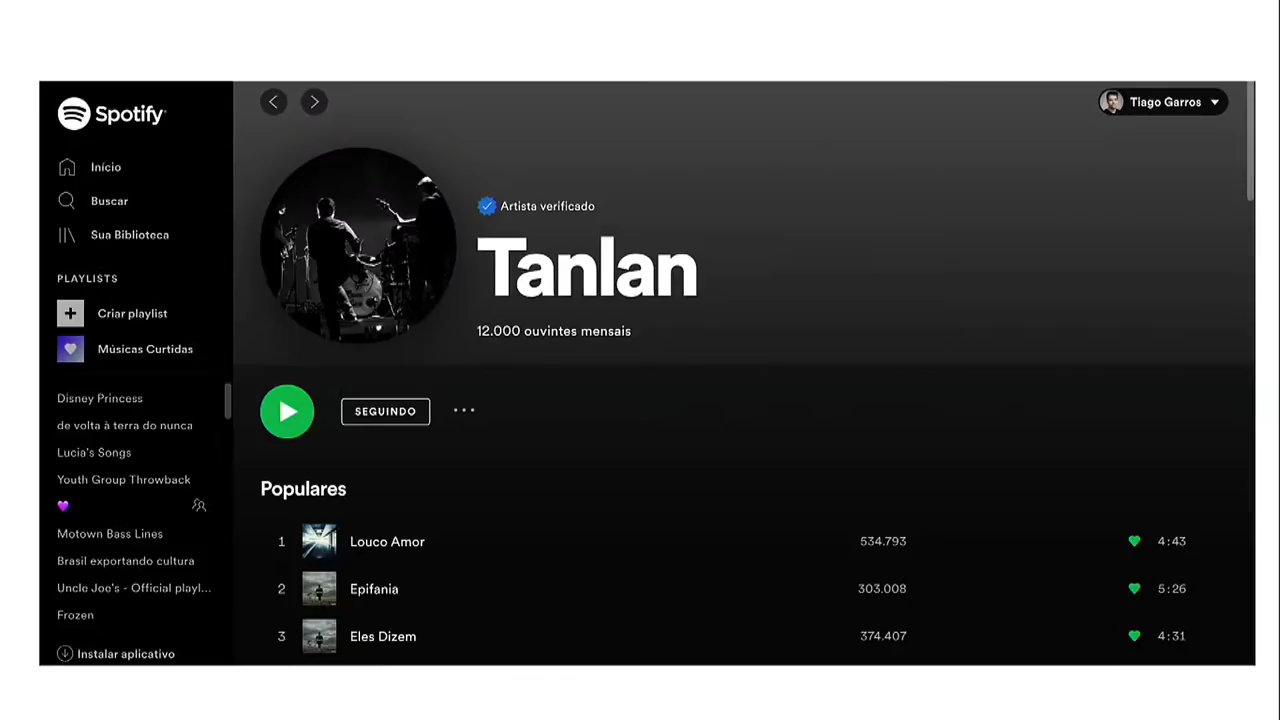 Spotify
Início
Buscar
Sua Biblioteca
PLAYLISTS
Criar playlist
Músicas Curtidas
Disney Princess
de volta à terra do nunca
Lucia's Songs
Youth Group Throwback
Motown Bass Lines
Brasil exportando cultura
Uncle Joe's - Official playl...
Frozen
Instalar aplicativo
Tiago Garros
Artista verificado
Tanlan
12.000 ouvintes mensais
SEGUINDO
Populares
1 Louco Amor 534.793 4:43
2 Epifania 303.008 5:26
3 Eles Dizem 374.407 4:31